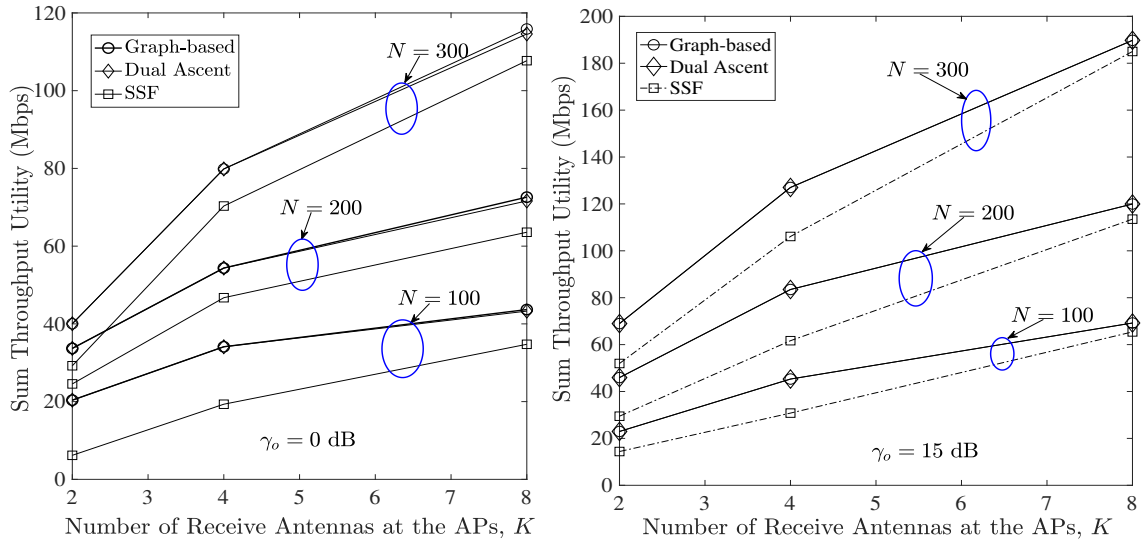 120
100
80
60
40
20
0
Sum Throughput Utility (Mbps)
Graph-based
Dual Ascent
SSF
N = 300
N = 200
N = 100
γₒ = 0 dB
2 3 4 5 6 7 8
Number of Receive Antennas at the APs, K
200
180
160
140
120
100
80
60
40
20
0
Sum Throughput Utility (Mbps)
Graph-based
Dual Ascent
SSF
N = 300
N = 200
N = 100
γₒ = 15 dB
2 3 4 5 6 7 8
Number of Receive Antennas at the APs, K